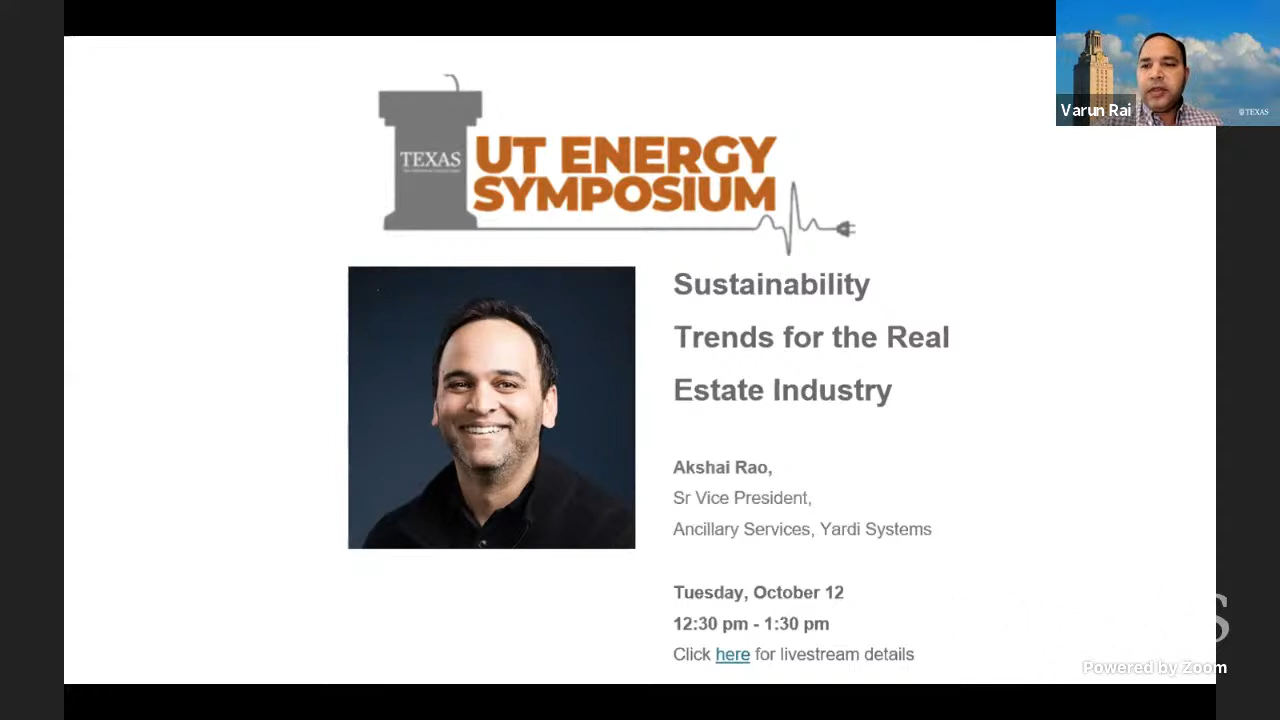 Varun Rai
TEXAS
TEXAS
UT ENERGY
SYMPOSIUM
Sustainability
Trends for the Real
Estate Industry
Akshai Rao,
Sr Vice President,
Ancillary Services, Yardi Systems
Tuesday, October 12
12:30 pm - 1:30 pm
Click here for livestream details
S
Powered by Zoom